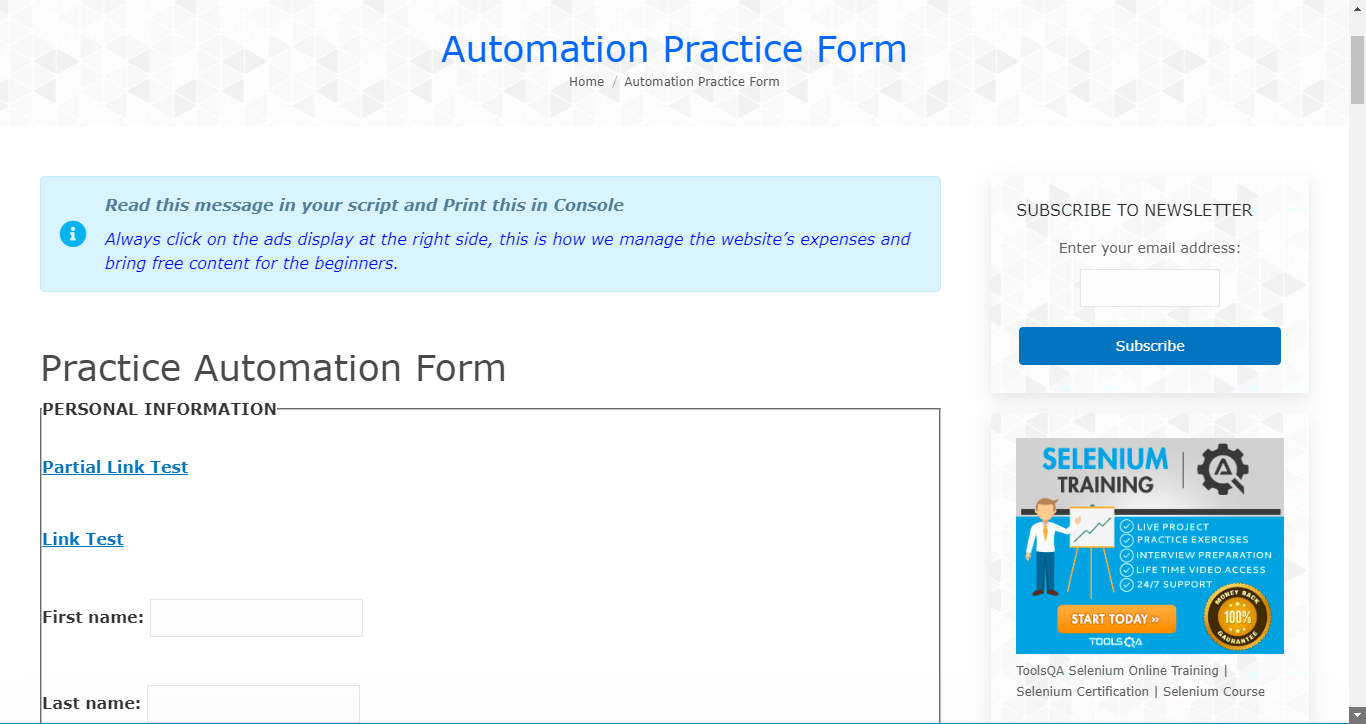 Automation Practice Form
Home / Automation Practice Form
Read this message in your script and Print this in Console
Always click on the ads display at the right side, this is how we manage the website’s expenses and
bring free content for the beginners.
Practice Automation Form
PERSONAL INFORMATION
Partial Link Test
Link Test
First name:
Last name:
SUBSCRIBE TO NEWSLETTER
Enter your email address:
Subscribe
SELENIUM
TRAINING
LIVE PROJECT
PRACTICE EXERCISES
INTERVIEW PREPARATION
LIFE TIME VIDEO ACCESS
24/7 SUPPORT
START TODAY »
MONEY BACK
100%
GAURANTEE
TOOLSQA
ToolsQA Selenium Online Training |
Selenium Certification | Selenium Course